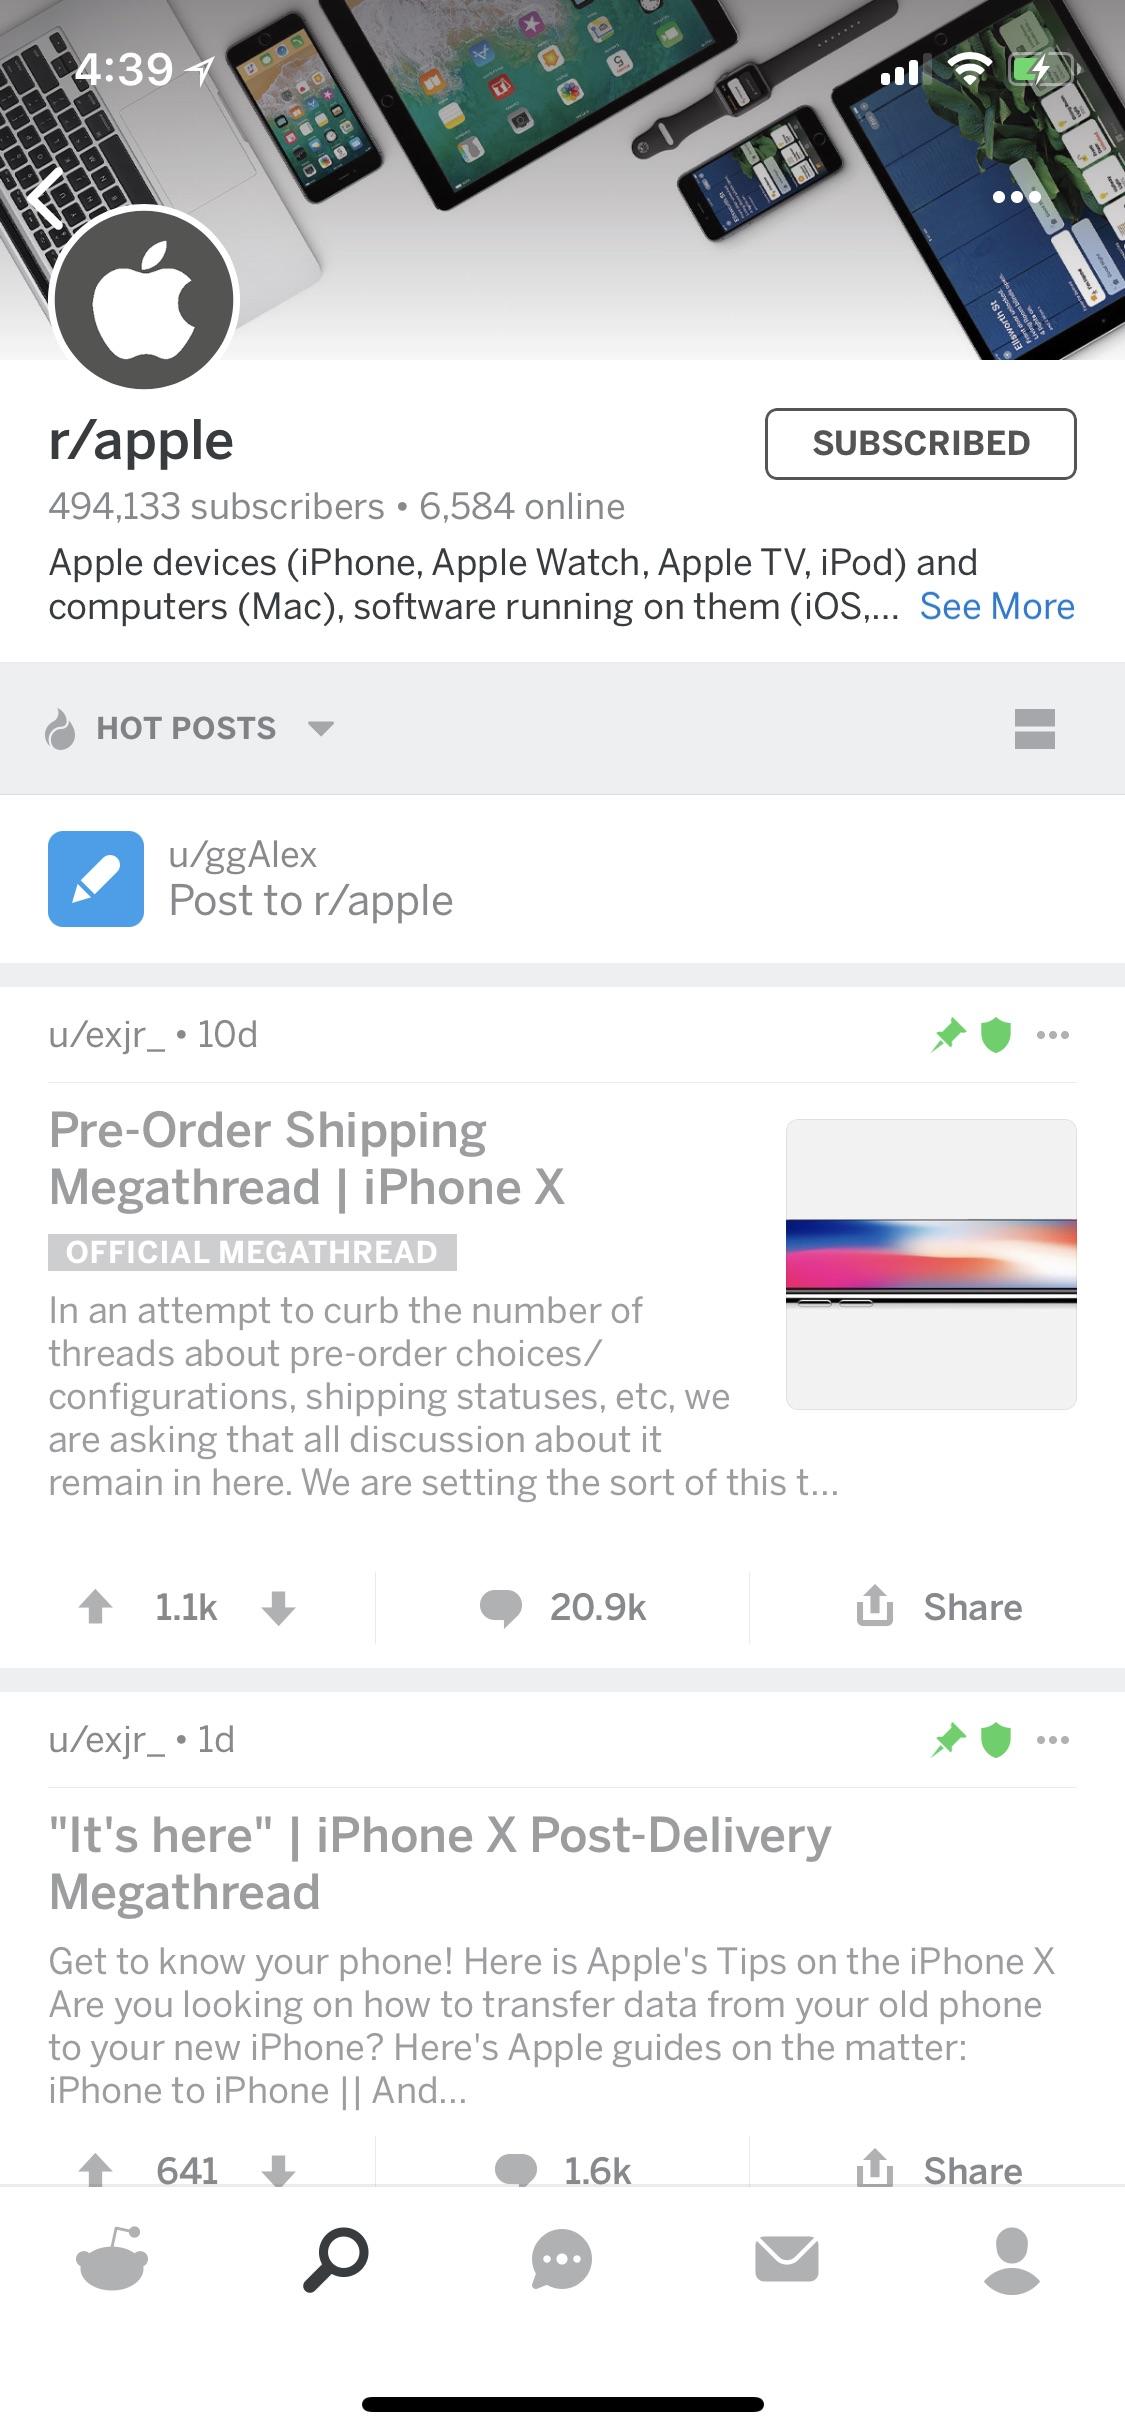 4:39
r/apple
SUBSCRIBED
494,133 subscribers • 6,584 online
Apple devices (iPhone, Apple Watch, Apple TV, iPod) and
computers (Mac), software running on them (iOS,... See More
HOT POSTS
u/ggAlex
Post to r/apple
u/exjr_ • 10d
Pre-Order Shipping
Megathread | iPhone X
OFFICIAL MEGATHREAD
In an attempt to curb the number of
threads about pre-order choices/
configurations, shipping statuses, etc, we
are asking that all discussion about it
remain in here. We are setting the sort of this t...
1.1k 20.9k Share
u/exjr_ • 1d
"It's here" | iPhone X Post-Delivery
Megathread
Get to know your phone! Here is Apple's Tips on the iPhone X
Are you looking on how to transfer data from your old phone
to your new iPhone? Here's Apple guides on the matter:
iPhone to iPhone || And...
641 1.6k Share